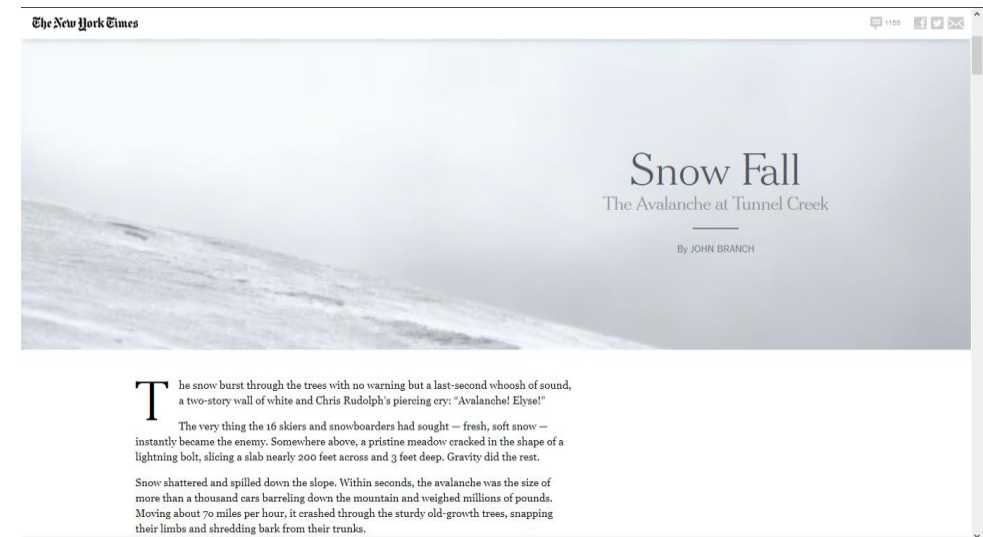 The New York Times
1155
Snow Fall
The Avalanche at Tunnel Creek
By JOHN BRANCH
The snow burst through the trees with no warning but a last-second whoosh of sound,
a two-story wall of white and Chris Rudolph's piercing cry: “Avalanche! Elyse!”
The very thing the 16 skiers and snowboarders had sought — fresh, soft snow —
instantly became the enemy. Somewhere above, a pristine meadow cracked in the shape of a
lightning bolt, slicing a slab nearly 200 feet across and 3 feet deep. Gravity did the rest.
Snow shattered and spilled down the slope. Within seconds, the avalanche was the size of
more than a thousand cars barreling down the mountain and weighed millions of pounds.
Moving about 70 miles per hour, it crashed through the sturdy old-growth trees, snapping
their limbs and shredding bark from their trunks.